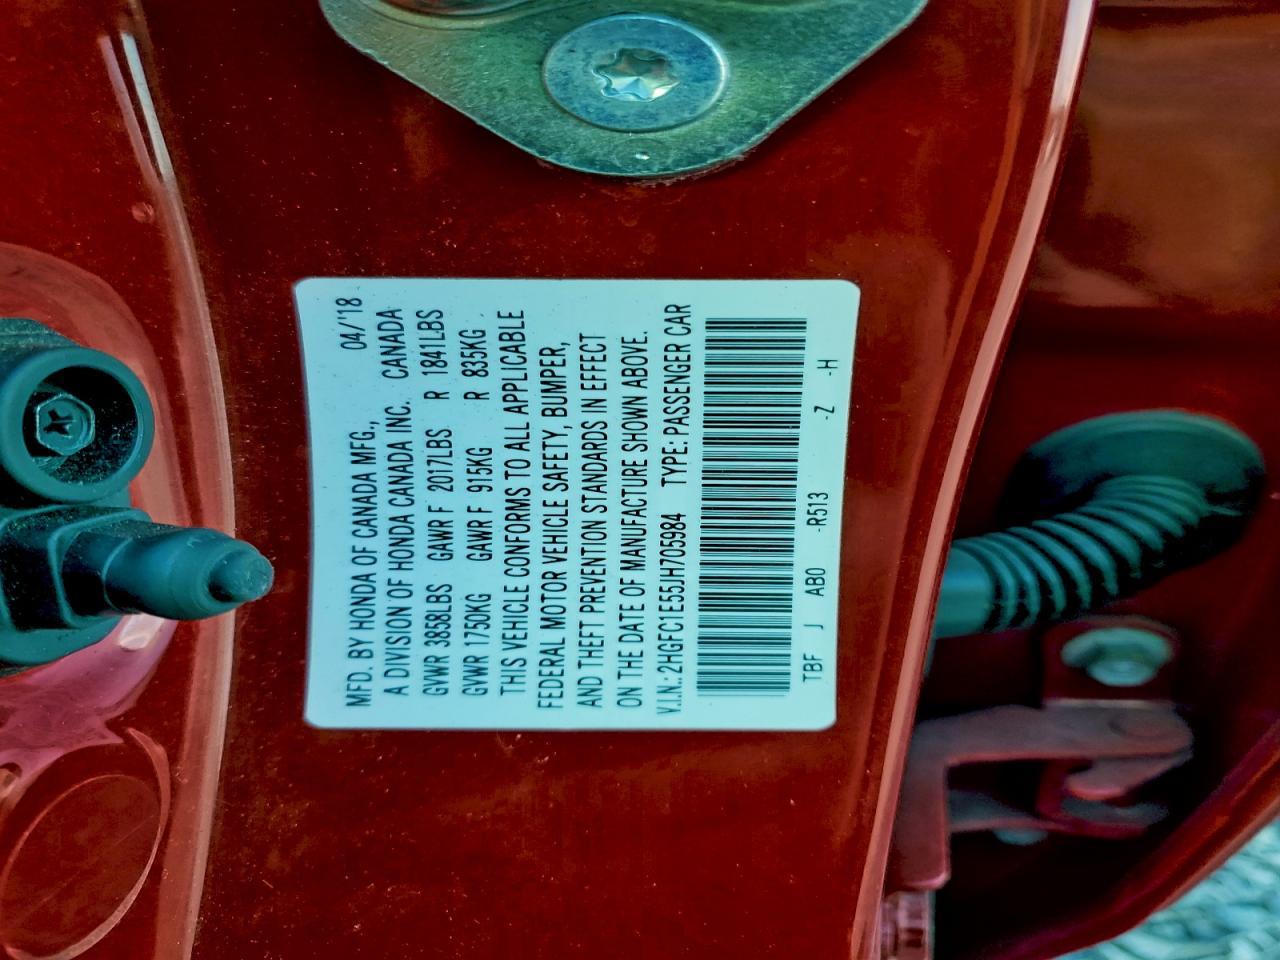 MFD. BY HONDA OF CANADA MFG., 04/'18
A DIVISION OF HONDA CANADA INC. CANADA
GVWR 3858LBS GAWR F 2017LBS R 1841LBS
GVWR 1750KG GAWR F 915KG R 835KG
THIS VEHICLE CONFORMS TO ALL APPLICABLE
FEDERAL MOTOR VEHICLE SAFETY, BUMPER,
AND THEFT PREVENTION STANDARDS IN EFFECT
ON THE DATE OF MANUFACTURE SHOWN ABOVE.
V.I.N.: 2HGFC1E55JH705984 TYPE: PASSENGER CAR
TBF J AB0 -R513 -Z -H